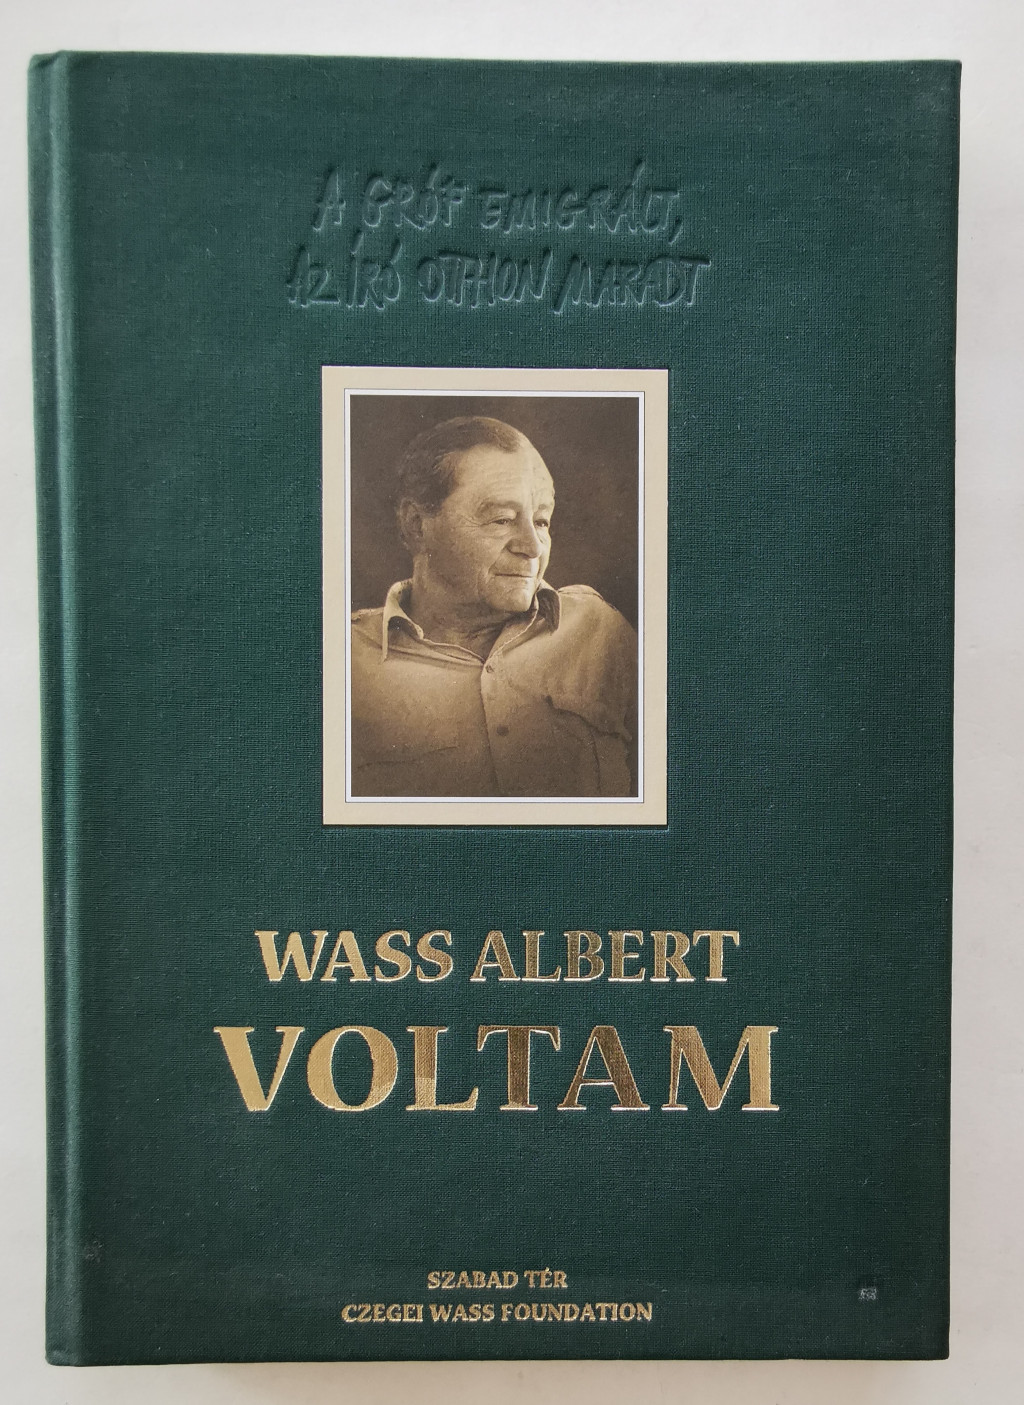 A GRÓF EMIGRÁLT,
AZ ÍRÓ OTTHON MARADT
WASS ALBERT
VOLTAM
SZABAD TÉR
CZEGEI WASS FOUNDATION